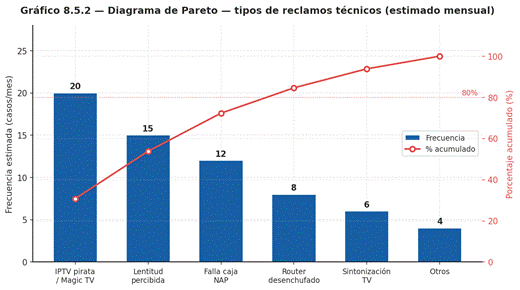 Gráfico 8.5.2 — Diagrama de Pareto — tipos de reclamos técnicos (estimado mensual)
25
20
15
10
5
0
Frecuencia estimada (casos/mes)
20
15
12
8
6
4
80%
100
80
60
40
20
0
Porcentaje acumulado (%)
Frecuencia
% acumulado
IPTV pirata
/ Magic TV
Lentitud
percibida
Falla caja
NAP
Router
desenchufado
Sintonización
TV
Otros